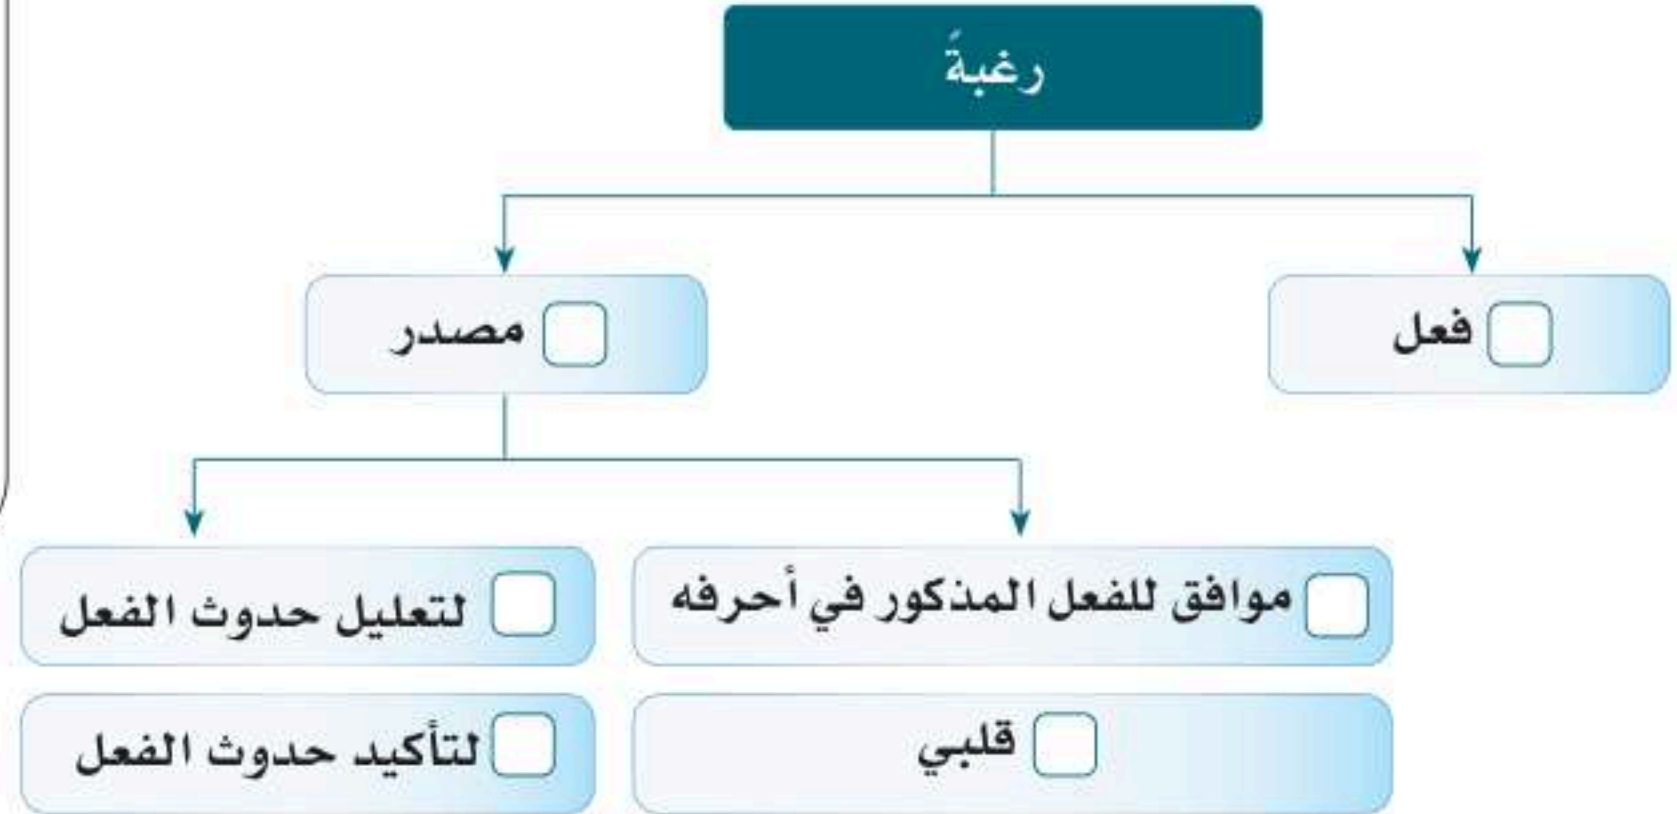 رغبةً
فعل
مصدر
موافق للفعل المذكور في أحرفه
لتعليل حدوث الفعل
قلبي
لتأكيد حدوث الفعل